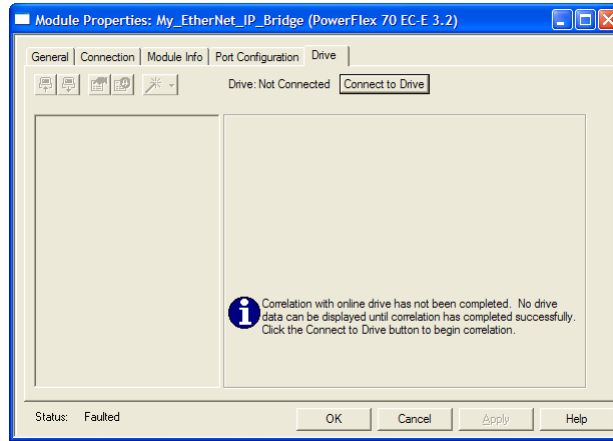 Module Properties: My_EtherNet_IP_Bridge (PowerFlex 70 EC-E 3.2)
General Connection Module Info Port Configuration Drive
Drive: Not Connected Connect to Drive
Correlation with online drive has not been completed. No drive
data can be displayed until correlation has completed successfully.
Click the Connect to Drive button to begin correlation.
Status: Faulted OK Cancel Apply Help